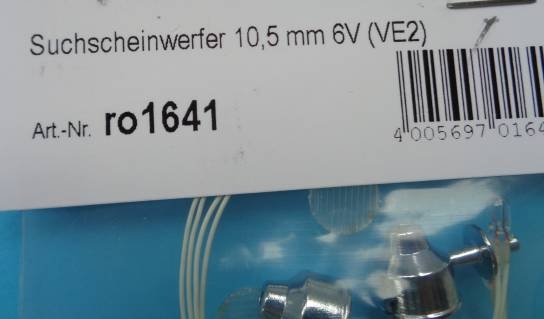 Suchscheinwerfer 10,5 mm 6V (VE2)
Art.-Nr. ro1641
4 005697 0164